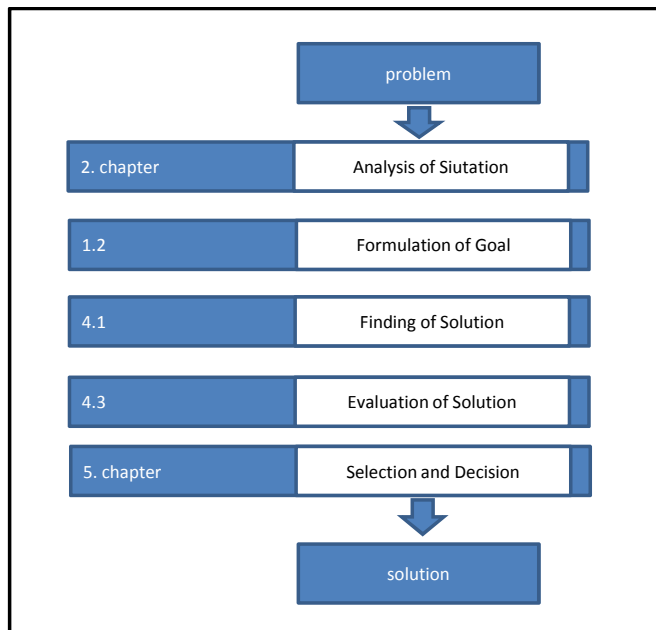 problem
2. chapter Analysis of Siutation
1.2 Formulation of Goal
4.1 Finding of Solution
4.3 Evaluation of Solution
5. chapter Selection and Decision
solution